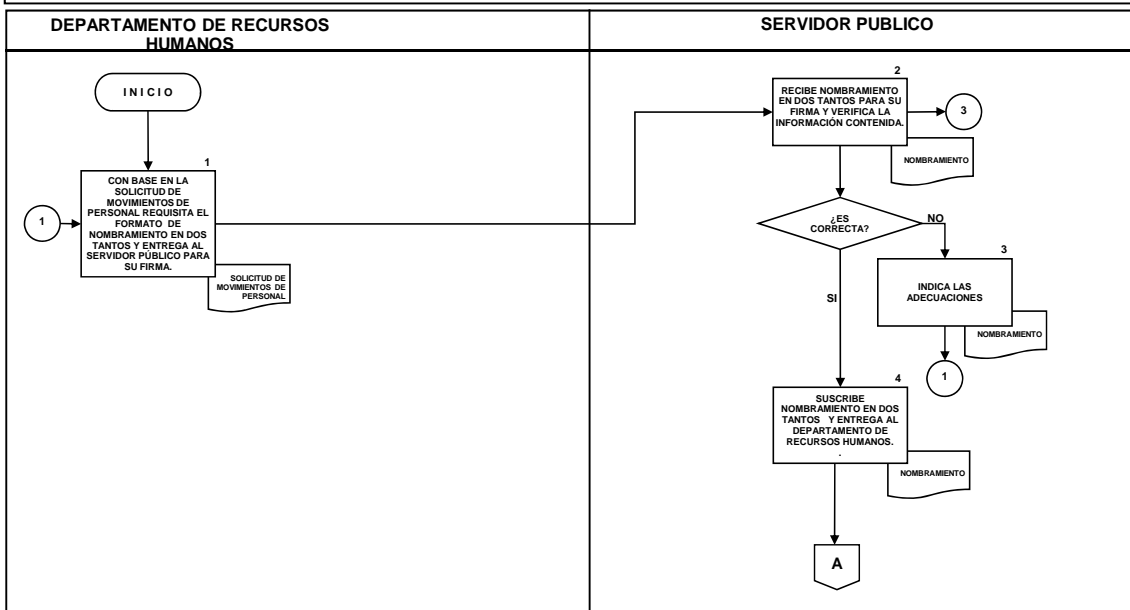 DEPARTAMENTO DE RECURSOS
HUMANOS
SERVIDOR PUBLICO
INICIO
1
1
CON BASE EN LA
SOLICITUD DE
MOVIMIENTOS DE
PERSONAL REQUISITA EL
FORMATO DE
NOMBRAMIENTO EN DOS
TANTOS Y ENTREGA AL
SERVIDOR PÚBLICO PARA
SU FIRMA.
SOLICITUD DE
MOVIMIENTOS DE
PERSONAL
2
RECIBE NOMBRAMIENTO
EN DOS TANTOS PARA SU
FIRMA Y VERIFICA LA
INFORMACIÓN CONTENIDA.
3
NOMBRAMIENTO
¿ES
CORRECTA?
NO
SI
3
INDICA LAS
ADECUACIONES
NOMBRAMIENTO
1
4
SUSCRIBE
NOMBRAMIENTO EN DOS
TANTOS Y ENTREGA AL
DEPARTAMENTO DE
RECURSOS HUMANOS.
.
NOMBRAMIENTO
A